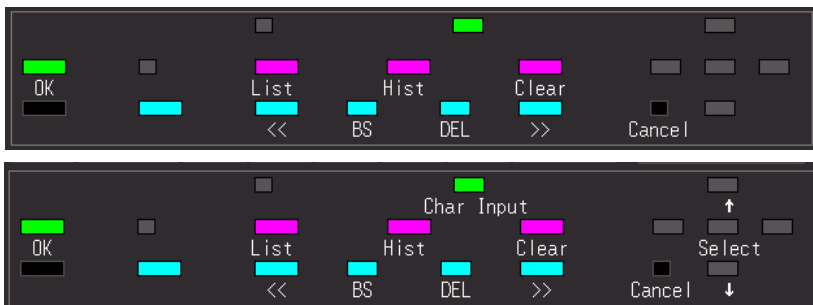 OK List Hist Clear
<< BS DEL >> Cancel
Char Input ↑
OK List Hist Clear Select
<< BS DEL >> Cancel ↓